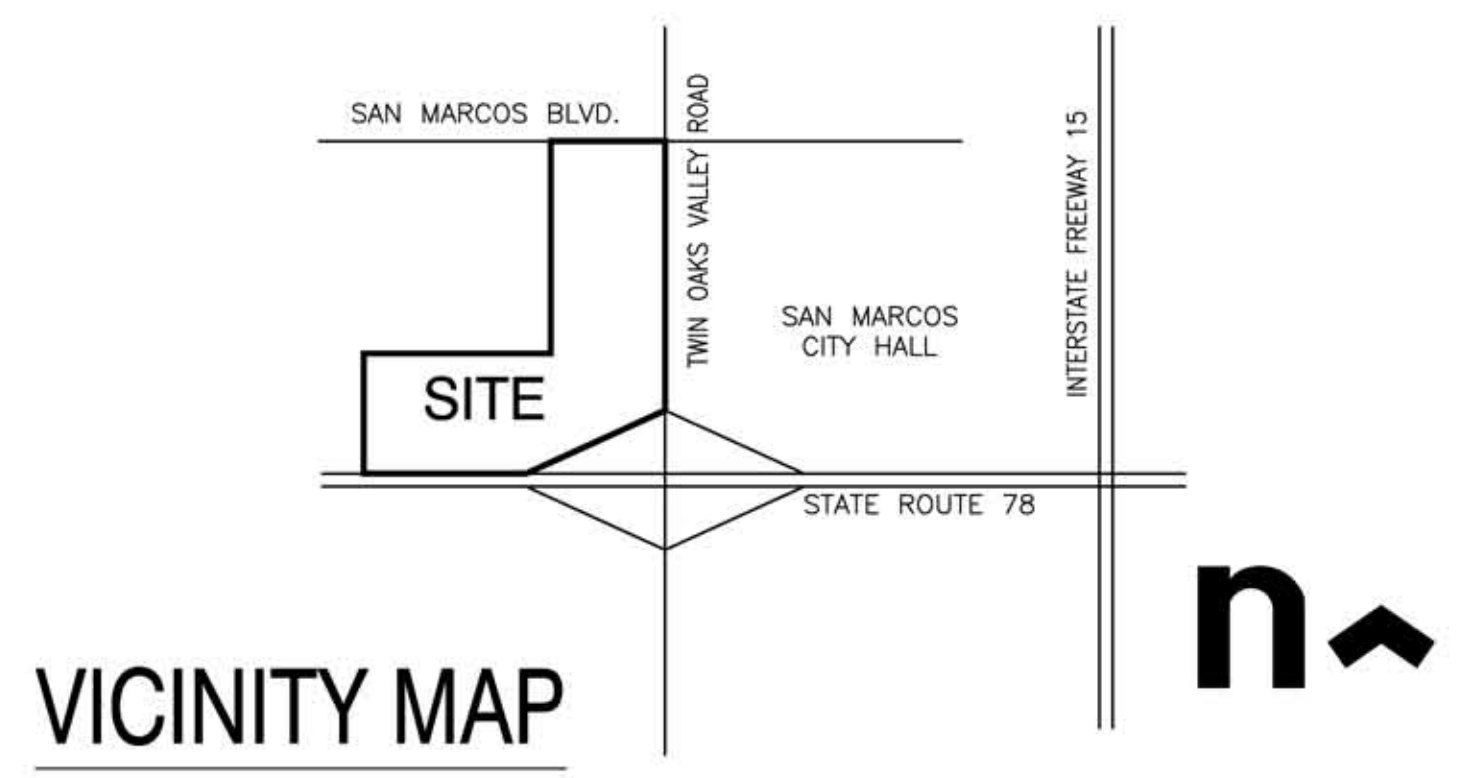 SAN MARCOS BLVD.
TWIN OAKS VALLEY ROAD
INTERSTATE FREEWAY 15
SAN MARCOS
CITY HALL
SITE
STATE ROUTE 78
n
VICINITY MAP